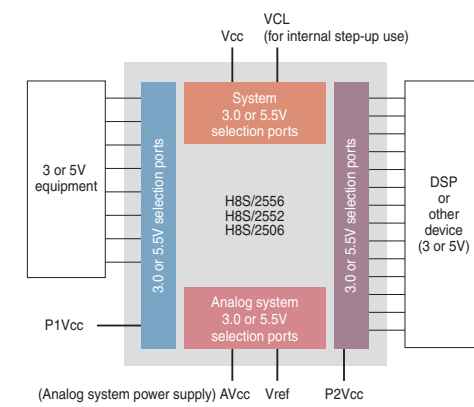 VCL
Vcc (for internal step-up use)
System
3.0 or 5.5V
selection ports
3 or 5V
equipment
3.0 or 5.5V selection ports
H8S/2556
H8S/2552
H8S/2506
3.0 or 5.5V selection ports
DSP
or
other
device
(3 or 5V)
Analog system
3.0 or 5.5V
selection ports
P1Vcc
(Analog system power supply) AVcc Vref P2Vcc